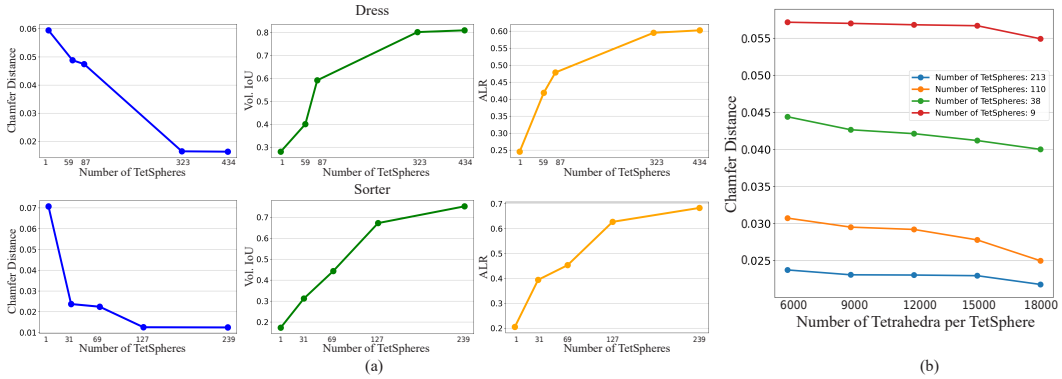 Dress
Chamfer Distance
0.06
0.05
0.04
0.03
0.02
1 59 87 323 434
Number of TetSpheres
Vol. IoU
0.8
0.7
0.6
0.5
0.4
0.3
1 59 87 323 434
Number of TetSpheres
ALR
0.60
0.55
0.50
0.45
0.40
0.35
0.30
0.25
1 59 87 323 434
Number of TetSpheres
Sorter
Chamfer Distance
0.07
0.06
0.05
0.04
0.03
0.02
0.01
1 31 69 127 239
Number of TetSpheres
Vol. IoU
0.7
0.6
0.5
0.4
0.3
0.2
1 31 69 127 239
Number of TetSpheres
ALR
0.7
0.6
0.5
0.4
0.3
0.2
1 31 69 127 239
Number of TetSpheres
(a)
Chamfer Distance
0.055
0.050
0.045
0.040
0.035
0.030
0.025
Number of TetSpheres: 213
Number of TetSpheres: 110
Number of TetSpheres: 38
Number of TetSpheres: 9
6000 9000 12000 15000 18000
Number of Tetrahedra per TetSphere
(b)